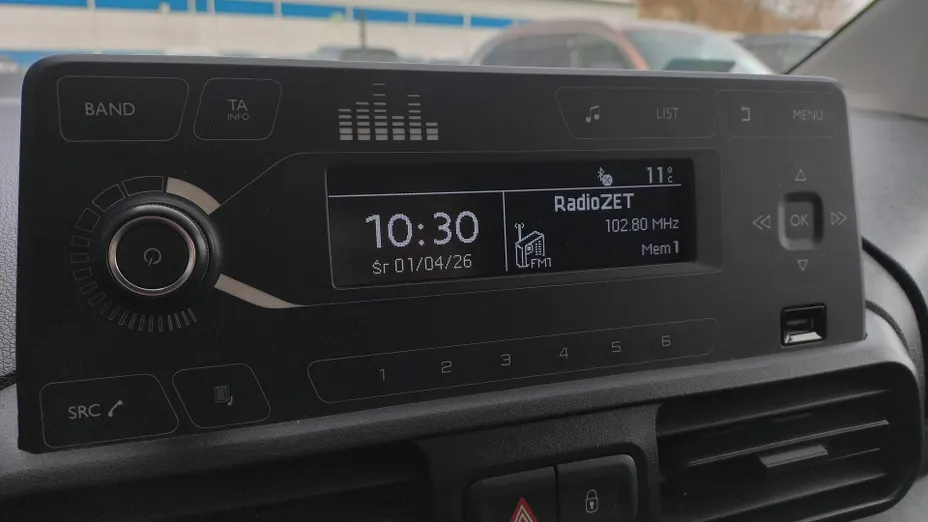 BAND
TA
INFO
LIST
MENU
11°C
10:30
Śr 01/04/26
RadioZET
102.80 MHz
Mem 1
FM1
OK
1 2 3 4 5 6
SRC